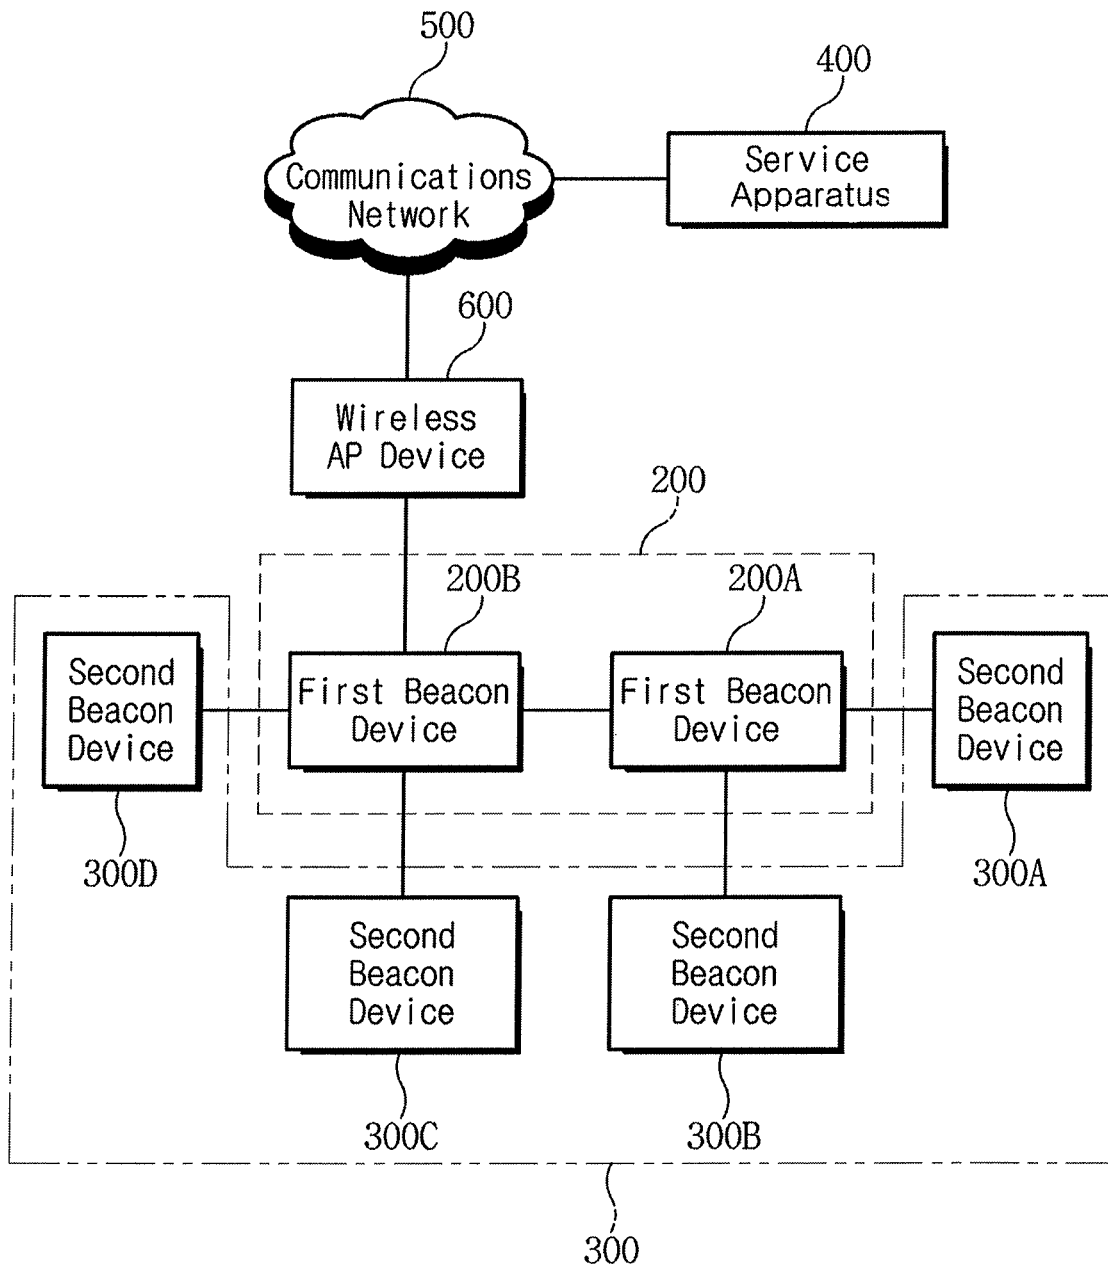 500
400
Communications
Network
Service
Apparatus
600
Wireless
AP Device
200
200B
200A
Second
Beacon
Device
First Beacon
Device
First Beacon
Device
Second
Beacon
Device
300D
300A
Second
Beacon
Device
Second
Beacon
Device
300C
300B
300